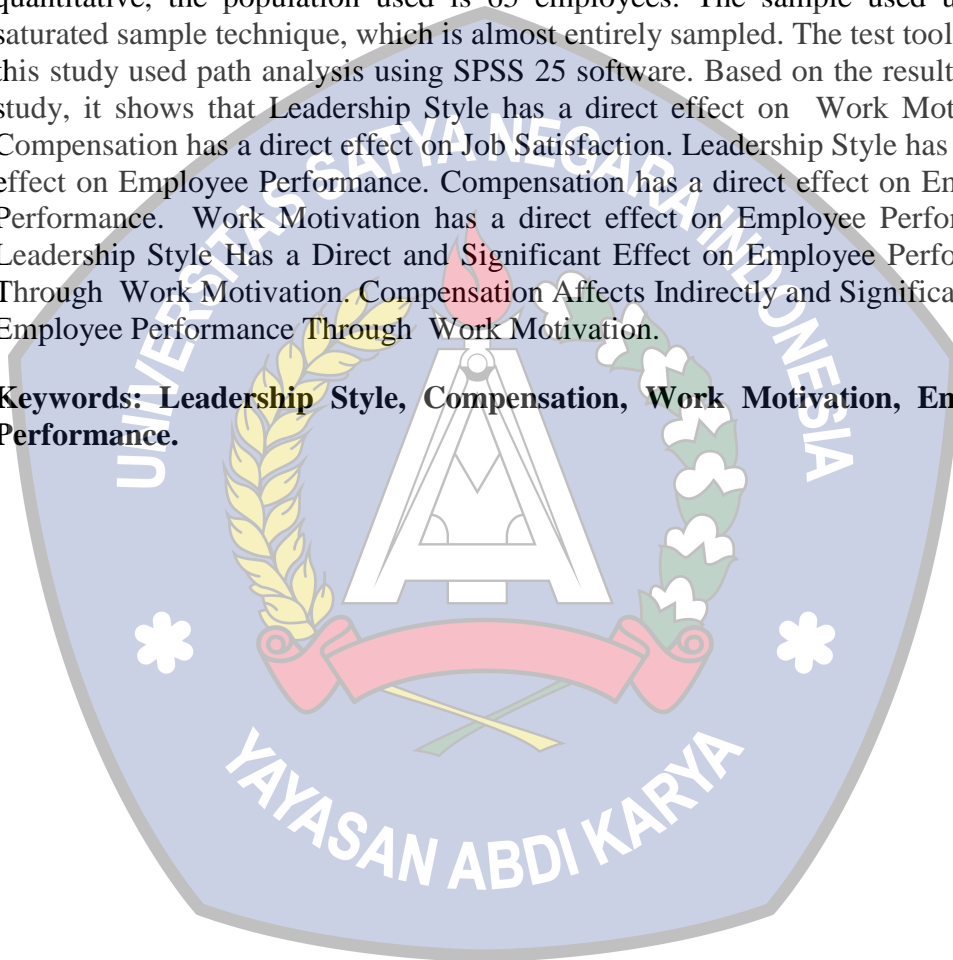 quantitative, the population used is employees. The sample used u
saturated sample technique, which is almost entirely sampled. The test tool
this study used path analysis using SPSS 25 software. Based on the result
study, it shows that Leadership Style has a direct effect on Work Mot
Compensation has a direct effect on Job Satisfaction. Leadership Style has
effect on Employee Performance. Compensation has a direct effect on Em
Performance. Work Motivation has a direct effect on Employee Perfor
Leadership Style Has a Direct and Significant Effect on Employee Perfo
Through Work Motivation. Compensation Affects Indirectly and Significa
Employee Performance Through Work Motivation.
Keywords: Leadership Style, Compensation, Work Motivation, Em
Performance.
UNIVERSITAS SATYA NEGARA INDONESIA
YAYASAN ABDI KARYA